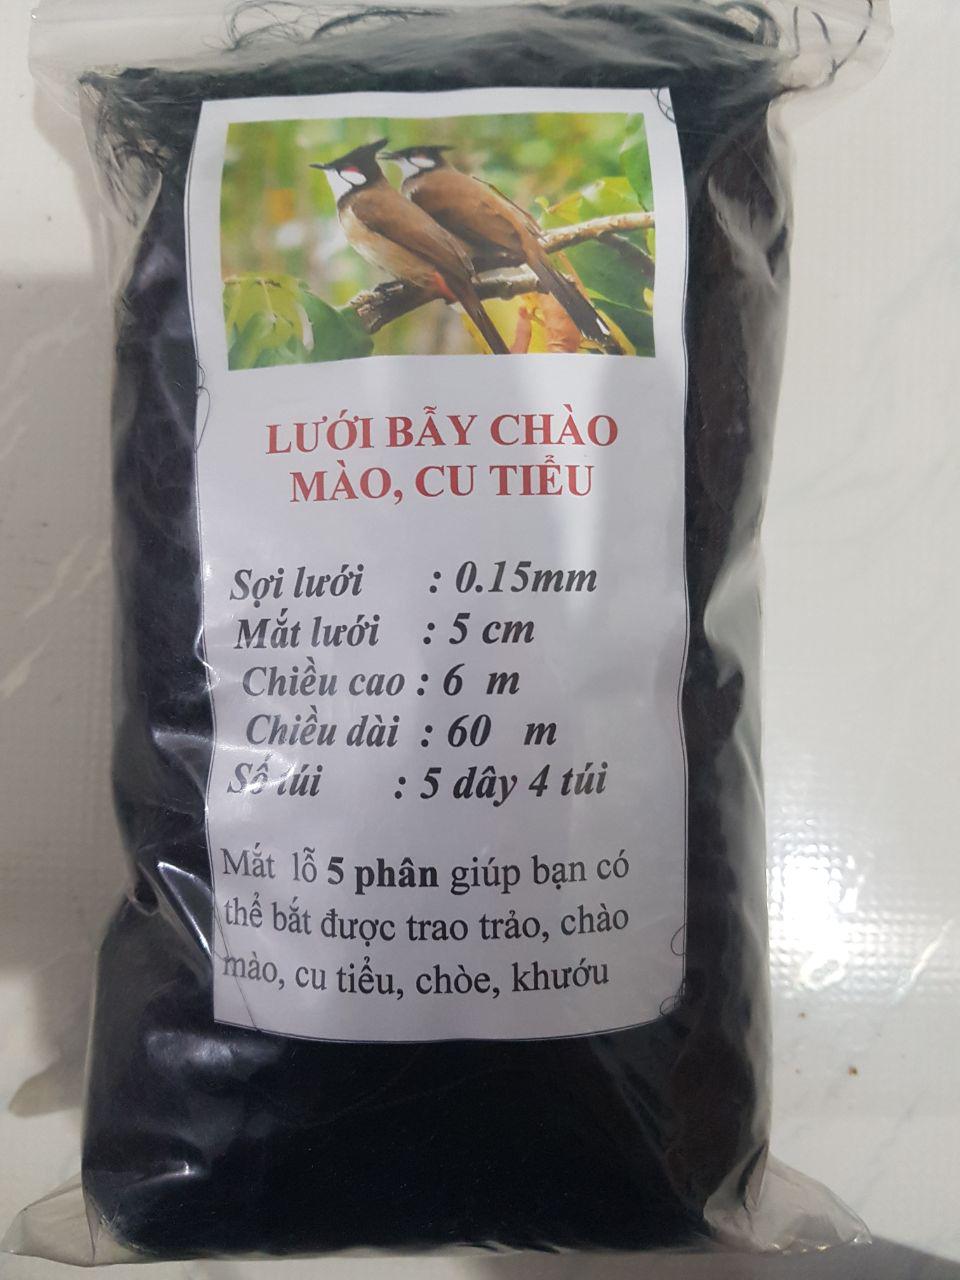 LƯỚI BẪY CHÀO
MÀO, CU TIỂU
Sợi lưới : 0.15mm
Mắt lưới : 5 cm
Chiều cao : 6 m
Chiều dài : 60 m
Số túi : 5 dây 4 túi
Mắt lỗ 5 phân giúp bạn có
thể bắt được trao trảo, chào
mào, cu tiểu, chòe, khướu